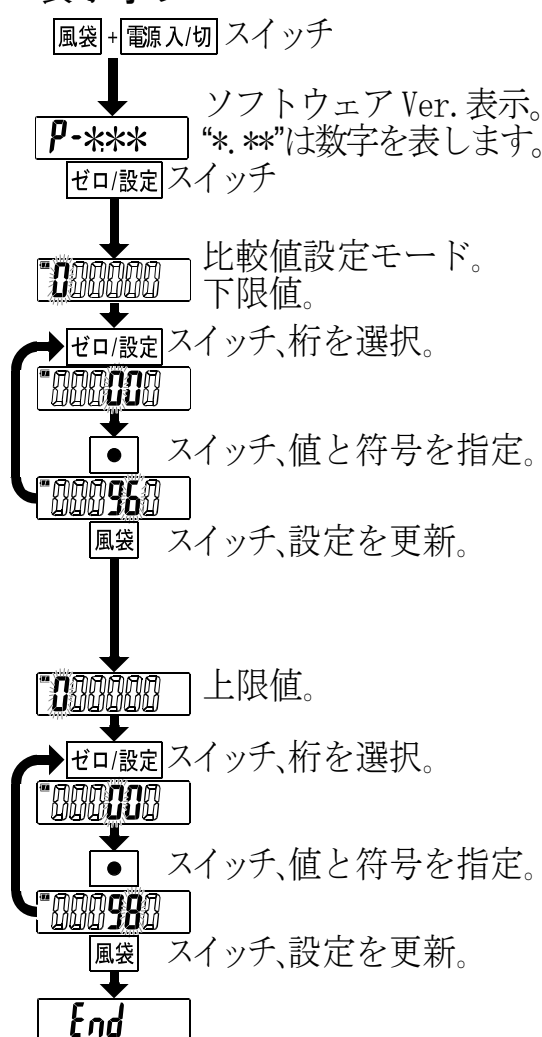 風袋 + 電源 入/切 スイッチ
ソフトウェア Ver. 表示。
P-*.** “*.**”は数字を表します。
ゼロ/設定 スイッチ
比較値設定モード。
000000 下限値。
ゼロ/設定 スイッチ、桁を選択。
000000
● スイッチ、値と符号を指定。
000960
風袋 スイッチ、設定を更新。
000000 上限値。
ゼロ/設定 スイッチ、桁を選択。
000000
● スイッチ、値と符号を指定。
000980
風袋 スイッチ、設定を更新。
End